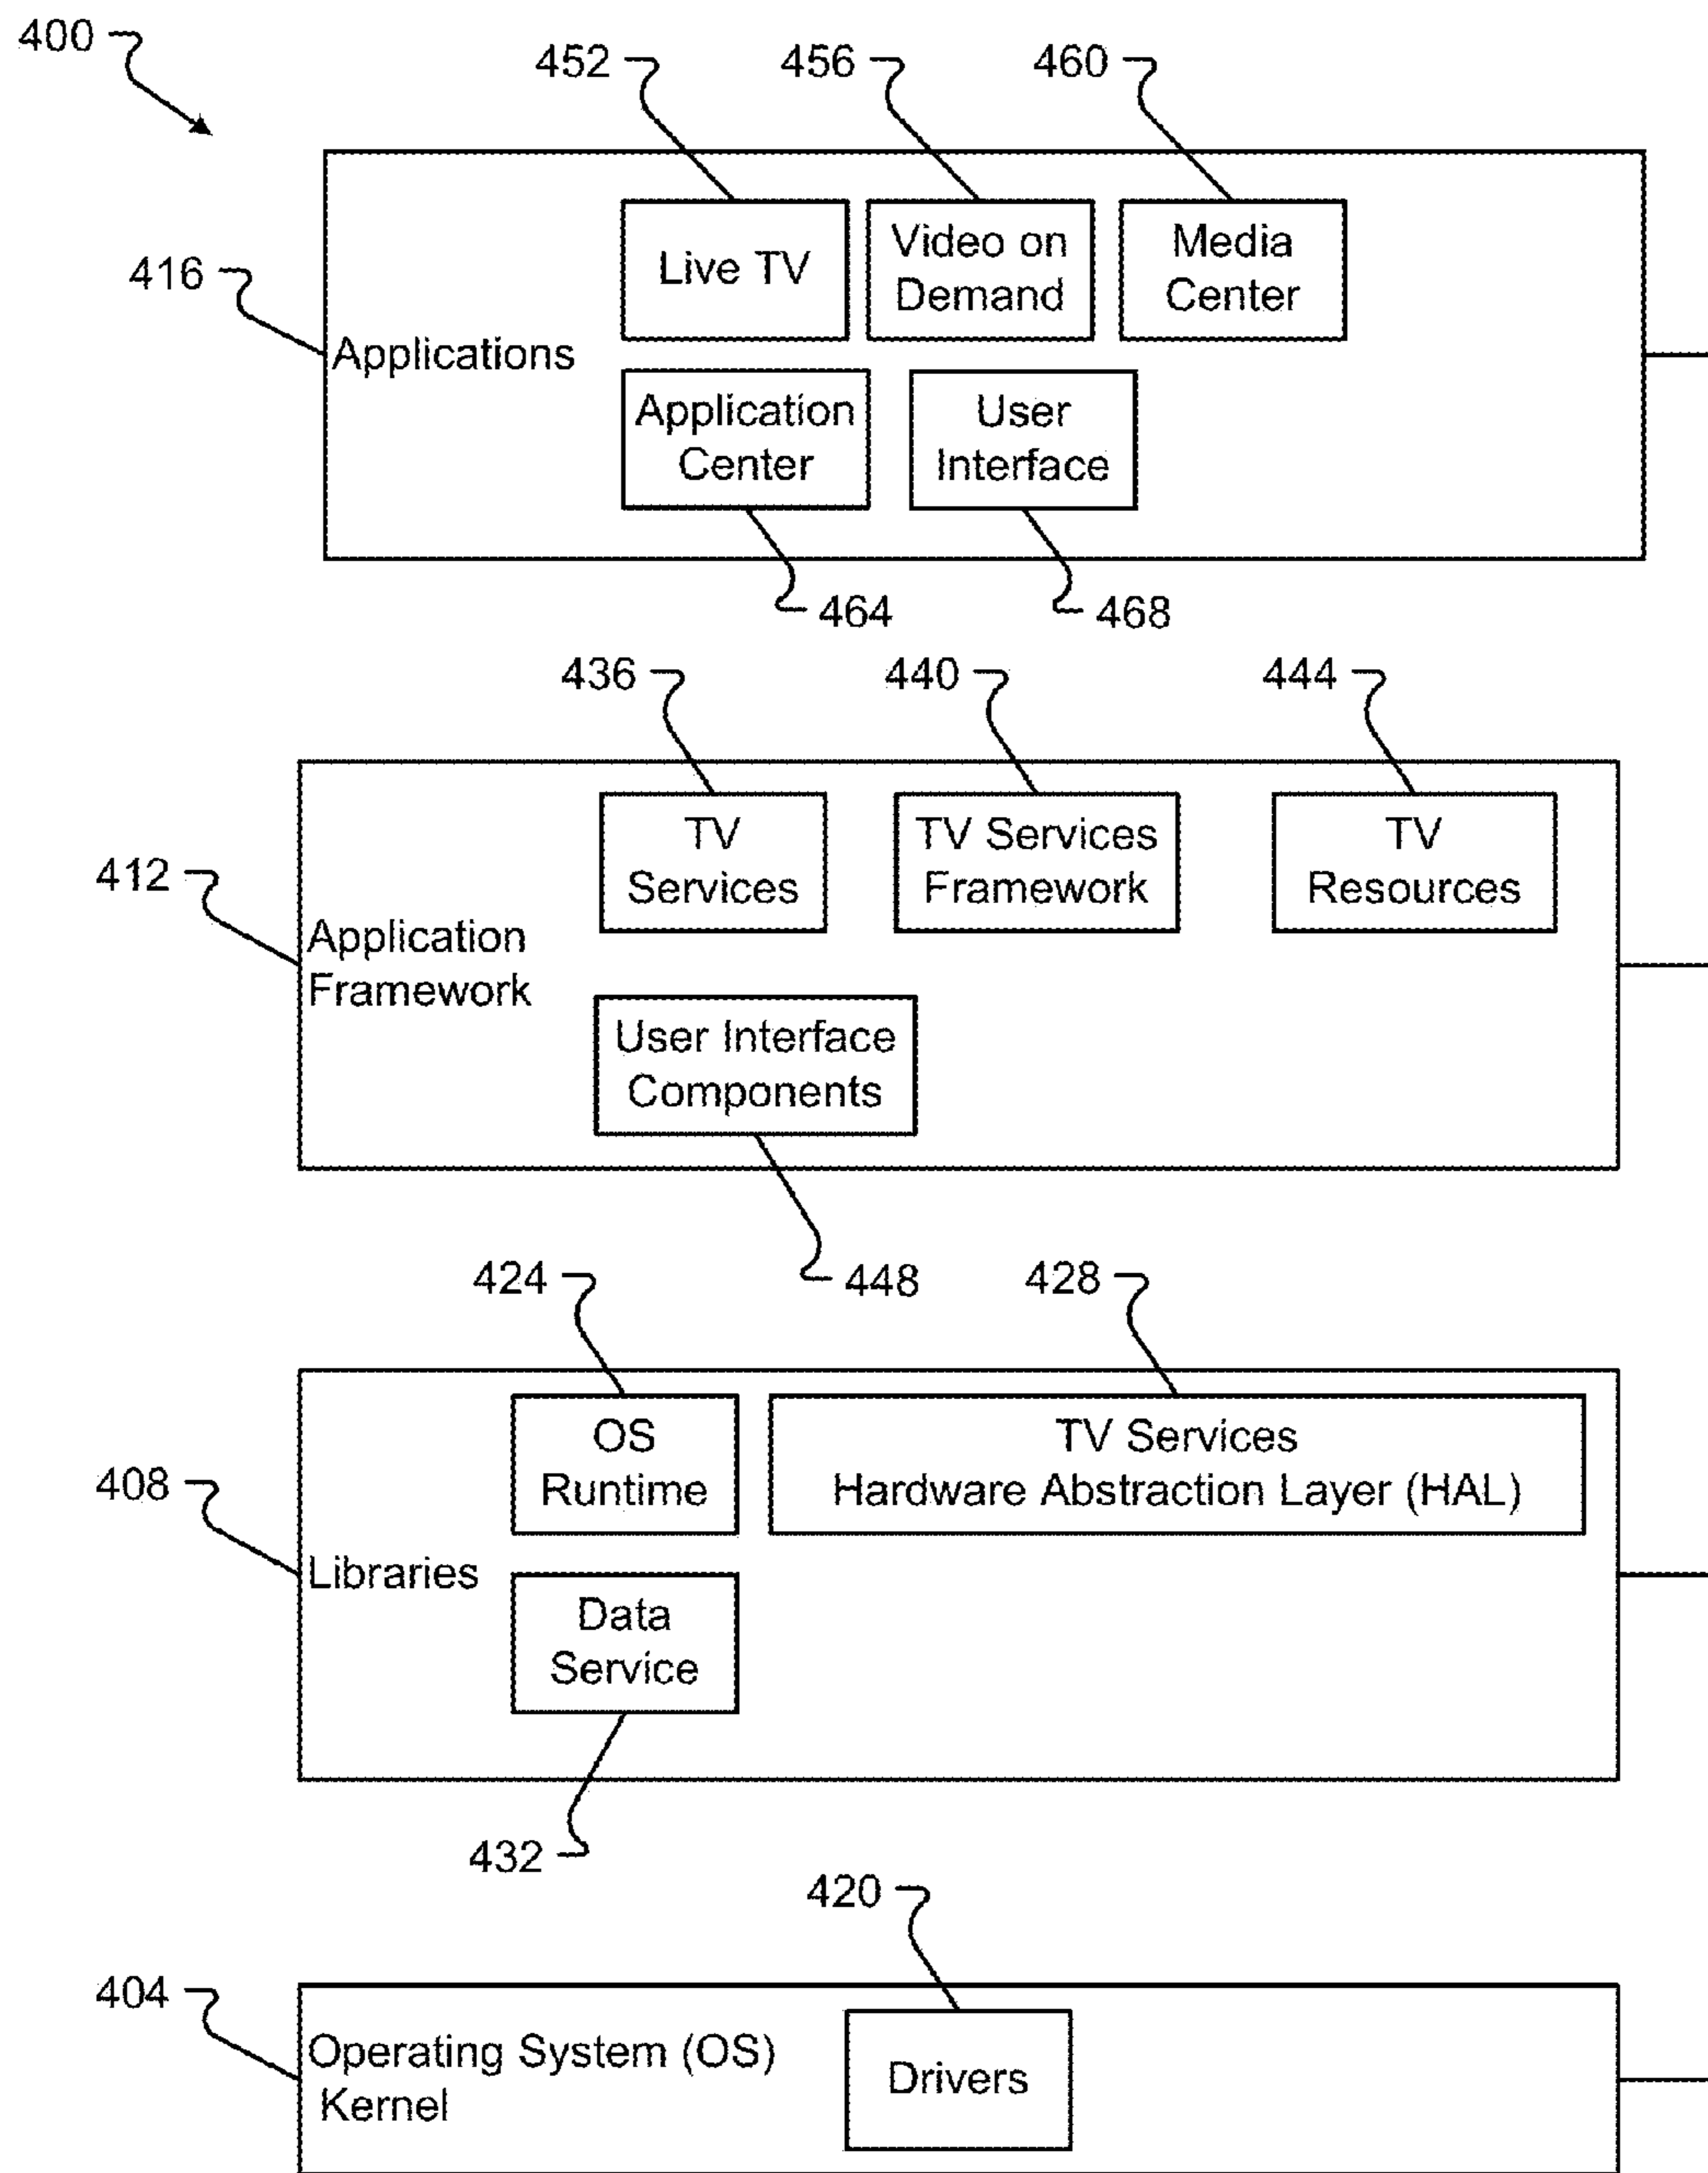 400
452
456
460
416
Applications
Live TV
Video on
Demand
Media
Center
Application
Center
User
Interface
464
468
436
440
444
412
Application
Framework
TV
Services
TV Services
Framework
TV
Resources
User Interface
Components
448
424
428
408
Libraries
OS
Runtime
TV Services
Hardware Abstraction Layer (HAL)
Data
Service
432
420
404
Operating System (OS)
Kernel
Drivers